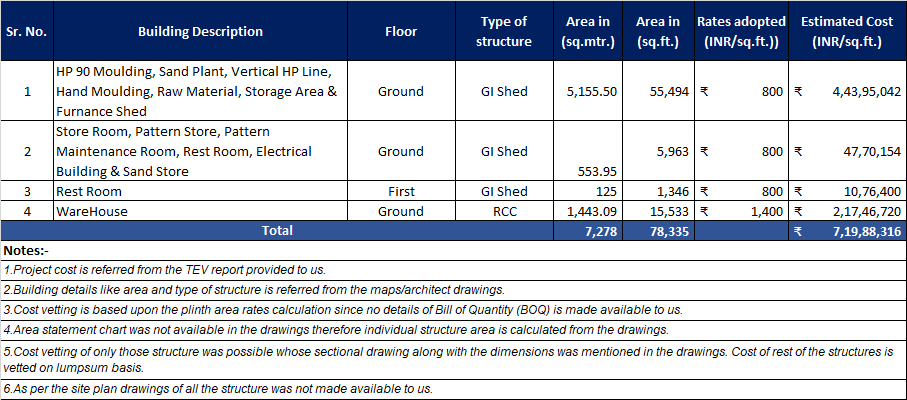 Sr. No. Building Description Floor Type of structure Area in (sq.mtr.) Area in (sq.ft.) Rates adopted (INR/sq.ft.)) Estimated Cost (INR/sq.ft.)
1 HP 90 Moulding, Sand Plant, Vertical HP Line, Hand Moulding, Raw Material, Storage Area & Furnance Shed Ground GI Shed 5,155.50 55,494 ₹ 800 ₹ 4,43,95,042
2 Store Room, Pattern Store, Pattern Maintenance Room, Rest Room, Electrical Building & Sand Store Ground GI Shed 553.95 5,963 ₹ 800 ₹ 47,70,154
3 Rest Room First GI Shed 125 1,346 ₹ 800 ₹ 10,76,400
4 WareHouse Ground RCC 1,443.09 15,533 ₹ 1,400 ₹ 2,17,46,720
Total 7,278 78,335 ₹ 7,19,88,316
Notes:-
1.Project cost is referred from the TEV report provided to us.
2.Building details like area and type of structure is referred from the maps/architect drawings.
3.Cost vetting is based upon the plinth area rates calculation since no details of Bill of Quantity (BOQ) is made available to us.
4.Area statement chart was not available in the drawings therefore individual structure area is calculated from the drawings.
5.Cost vetting of only those structure was possible whose sectional drawing along with the dimensions was mentioned in the drawings. Cost of rest of the structures is
vetted on lumpsum basis.
6.As per the site plan drawings of all the structure was not made available to us.